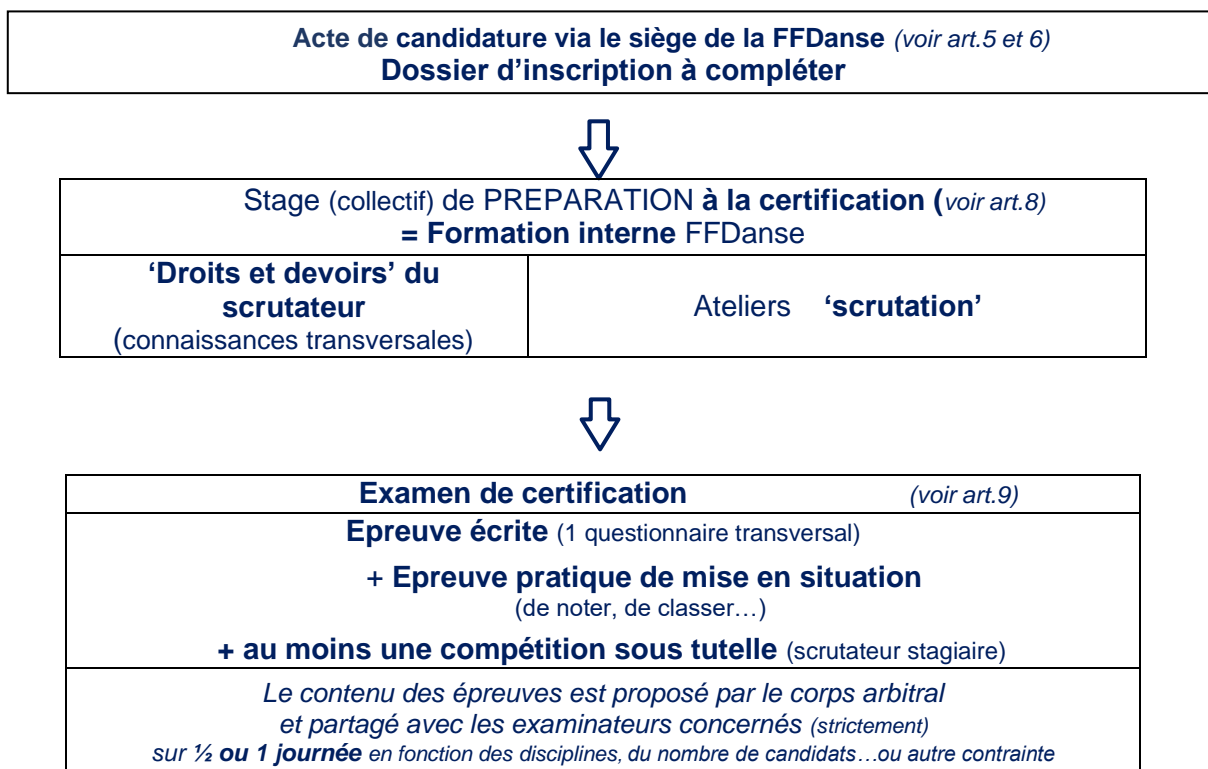 Acte de candidature via le siège de la FFDanse (voir art.5 et 6)
Dossier d’inscription à compléter
Stage (collectif) de PREPARATION à la certification (voir art.8)
= Formation interne FFDanse
‘Droits et devoirs’ du
scrutateur
(connaissances transversales)
Ateliers ‘scrutation’
Examen de certification (voir art.9)
Epreuve écrite (1 questionnaire transversal)
+ Epreuve pratique de mise en situation
(de noter, de classer…)
+ au moins une compétition sous tutelle (scrutateur stagiaire)
Le contenu des épreuves est proposé par le corps arbitral
et partagé avec les examinateurs concernés (strictement)
sur ½ ou 1 journée en fonction des disciplines, du nombre de candidats…ou autre contrainte